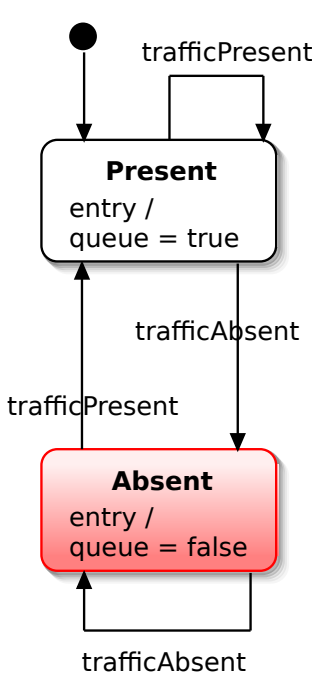 trafficPresent
Present
entry /
queue = true
trafficAbsent
trafficPresent
Absent
entry /
queue = false
trafficAbsent